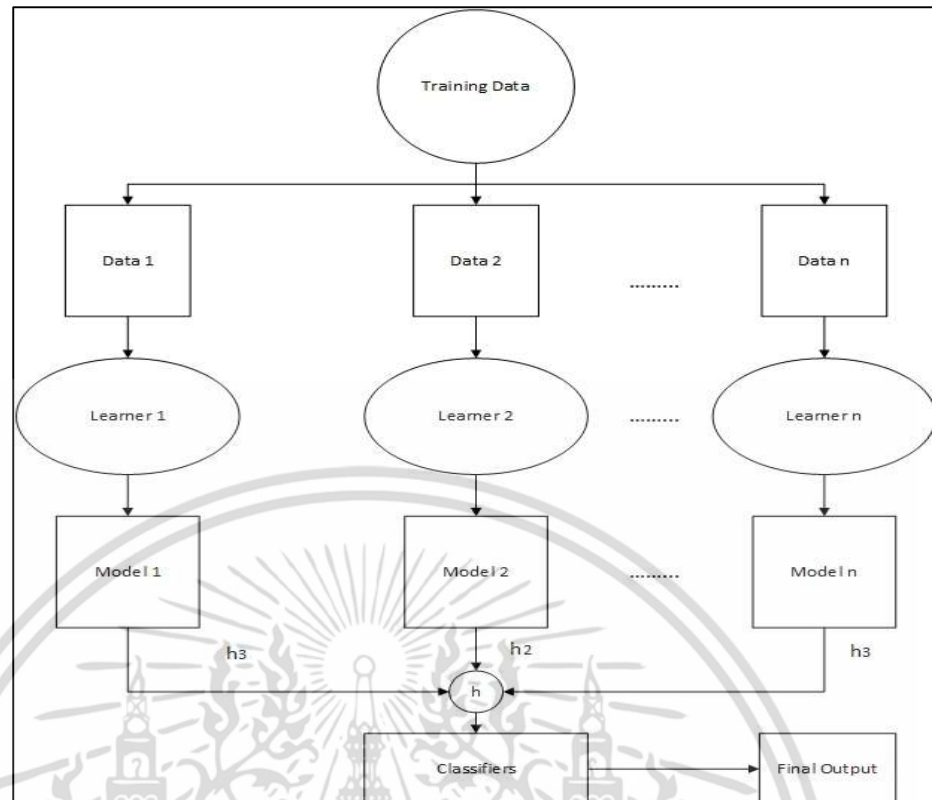 Training Data
Data 1
Data 2
.........
Data n
Learner 1
Learner 2
........
Learner n
Model 1
Model 2
........
Model n
h3
h2
h3
h
Classifiers
Final Output